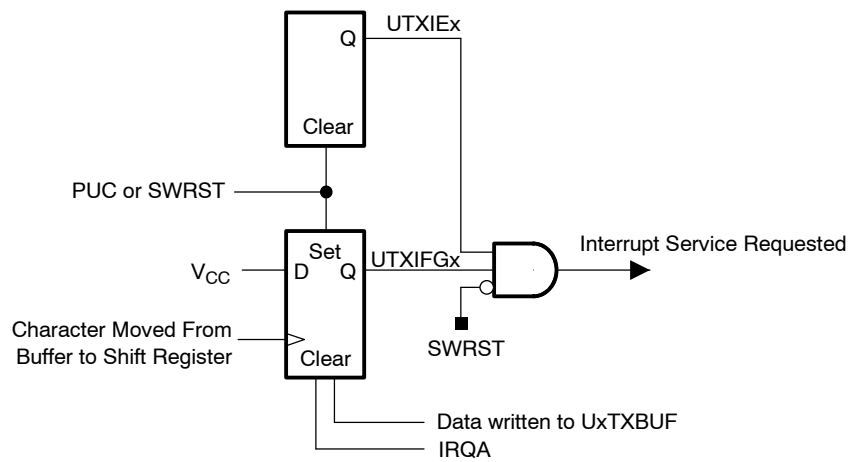 UTXIEx
Q
Clear
PUC or SWRST
Set
UTXIFGx
Interrupt Service Requested
VCC
D
Q
Character Moved From
Buffer to Shift Register
Clear
SWRST
Data written to UxTXBUF
IRQA